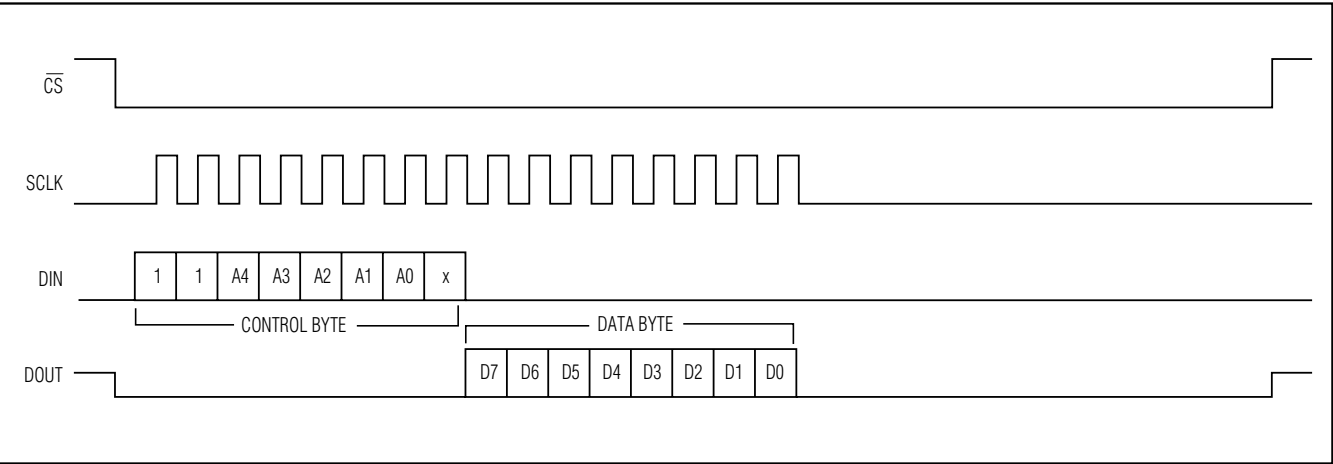 CS
SCLK
DIN
1 1 A4 A3 A2 A1 A0 x
CONTROL BYTE
DATA BYTE
DOUT
D7 D6 D5 D4 D3 D2 D1 D0